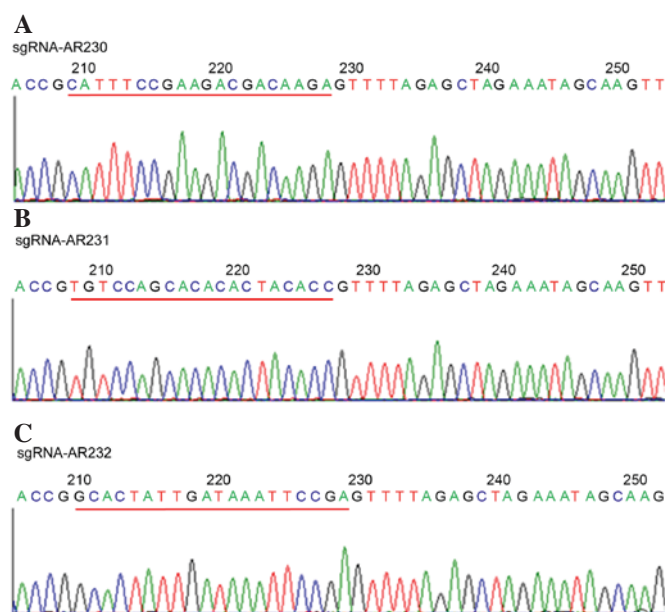 A
sgRNA-AR230
210 220 230 240 250
ACCGCATTTCCGAAGACGACAAGAGTTTTAGAGCTAGAAATAGCAAGTT
B
sgRNA-AR231
210 220 230 240 250
ACCGTGTCCAGCACACACTACACCGTTTTAGAGCTAGAAATAGCAAGTT
C
sgRNA-AR232
210 220 230 240 250
ACCGGCACTATTGATAAATTCCGAGTTTTAGAGCTAGAAATAGCAAG